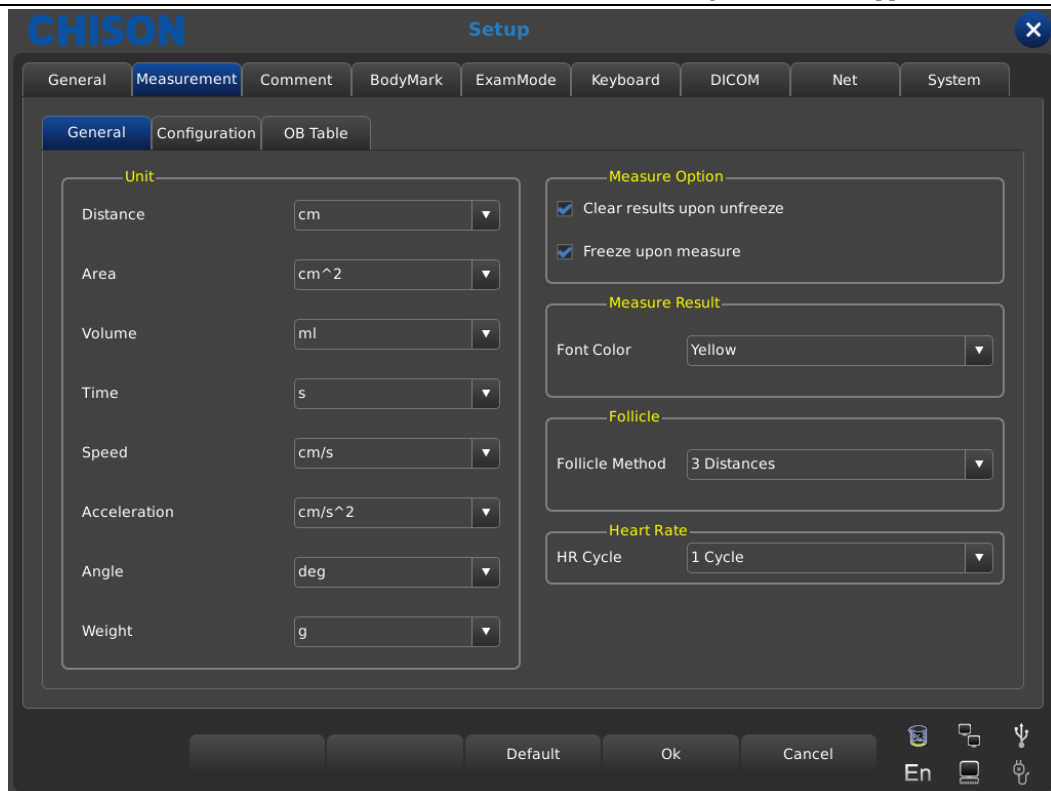 CHISON
Setup
General Measurement Comment BodyMark ExamMode Keyboard DICOM Net System
General Configuration OB Table
Unit
Distance cm
Area cm^2
Volume ml
Time s
Speed cm/s
Acceleration cm/s^2
Angle deg
Weight g
Measure Option
Clear results upon unfreeze
Freeze upon measure
Measure Result
Font Color Yellow
Follicle
Follicle Method 3 Distances
Heart Rate
HR Cycle 1 Cycle
Default Ok Cancel
En